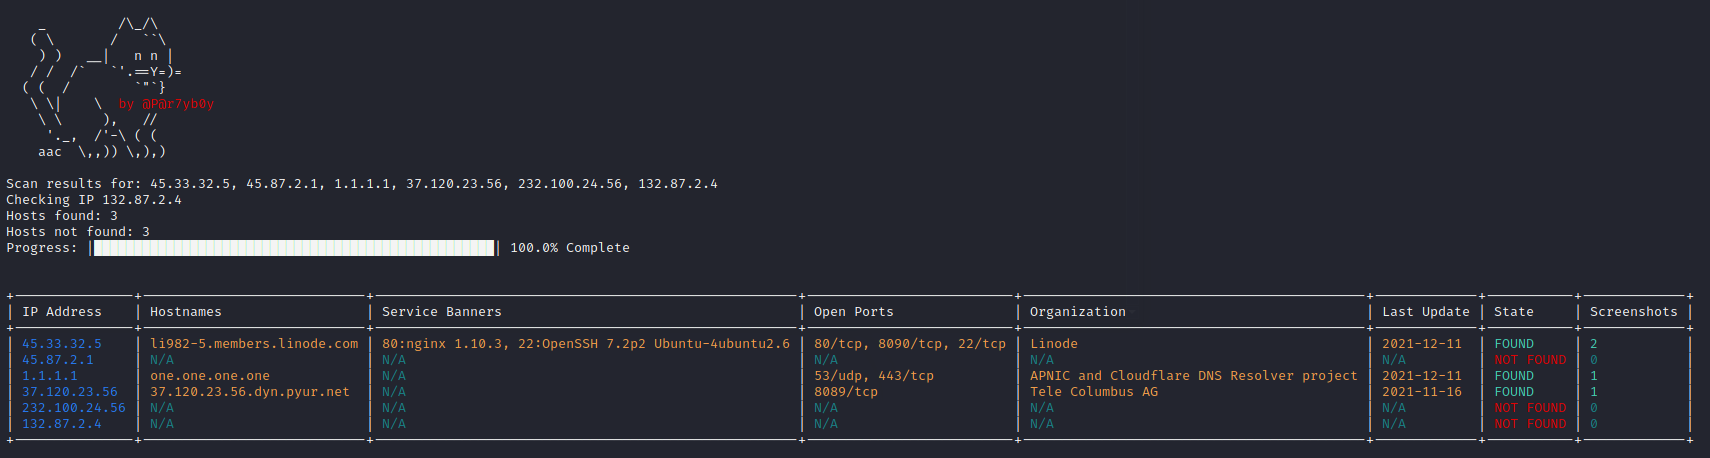 _         /\_/\
   ( \       /   ``\
    ) )   __|   n n |
   / /  /`   `'.==Y=)=
  ( (  /        `"`}
   \ \|    \  by @P@r7yb0y
    \ \     ),   //
     '._,  /'-\ ( (
    aac  \,,)) \,),)
Scan results for: 45.33.32.5, 45.87.2.1, 1.1.1.1, 37.120.23.56, 232.100.24.56, 132.87.2.4
Checking IP 132.87.2.4
Hosts found: 3
Hosts not found: 3
Progress: |██████████████████████████████████████████████████| 100.0% Complete
| IP Address | Hostnames | Service Banners | Open Ports | Organization | Last Update | State | Screenshots |
| 45.33.32.5 | li982-5.members.linode.com | 80:nginx 1.10.3, 22:OpenSSH 7.2p2 Ubuntu-4ubuntu2.6 | 80/tcp, 8090/tcp, 22/tcp | Linode | 2021-12-11 | FOUND | 2 |
| 45.87.2.1 | N/A | N/A | N/A | N/A | N/A | NOT FOUND | 0 |
| 1.1.1.1 | one.one.one.one | N/A | 53/udp, 443/tcp | APNIC and Cloudflare DNS Resolver project | 2021-12-11 | FOUND | 1 |
| 37.120.23.56 | 37.120.23.56.dyn.pyur.net | N/A | 8089/tcp | Tele Columbus AG | 2021-11-16 | FOUND | 1 |
| 232.100.24.56 | N/A | N/A | N/A | N/A | N/A | NOT FOUND | 0 |
| 132.87.2.4 | N/A | N/A | N/A | N/A | N/A | NOT FOUND | 0 |